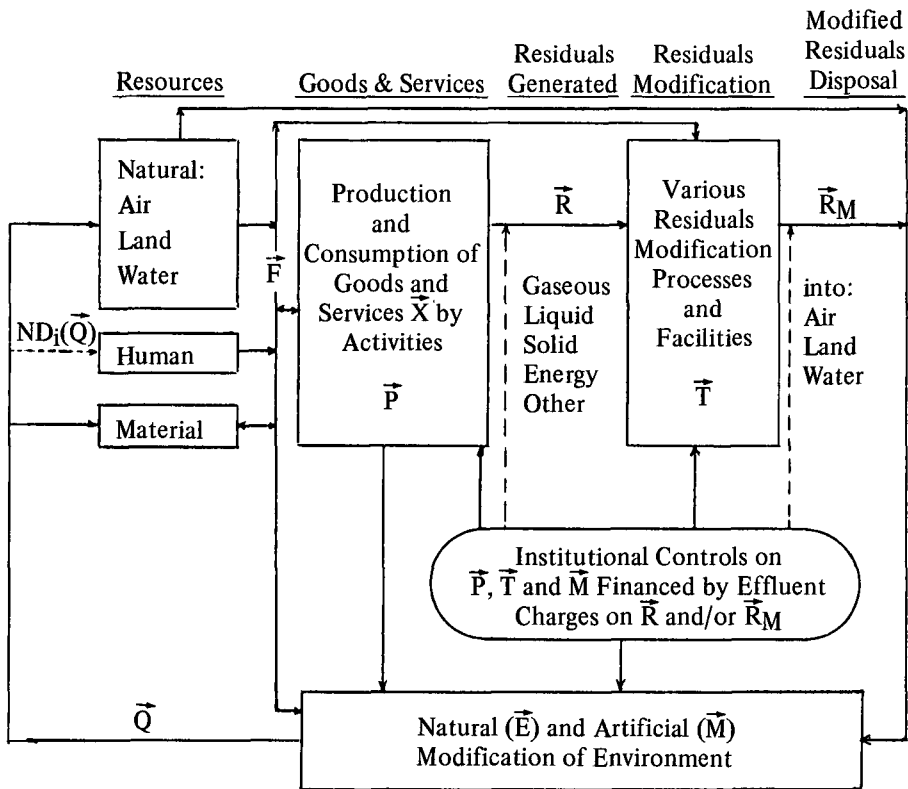 Resources
Goods & Services
Residuals
Generated
Residuals
Modification
Modified
Residuals
Disposal
Natural:
Air
Land
Water
F⃗
Production
and
Consumption of
Goods and
Services X⃗ by
Activities
P⃗
R⃗
Gaseous
Liquid
Solid
Energy
Other
Various
Residuals
Modification
Processes
and
Facilities
T⃗
R⃗M
into:
Air
Land
Water
NDi(Q⃗)
Human
Material
Institutional Controls on
P⃗, T⃗ and M⃗ Financed by Effluent
Charges on R⃗ and/or R⃗M
Q⃗
Natural (E⃗) and Artificial (M⃗)
Modification of Environment